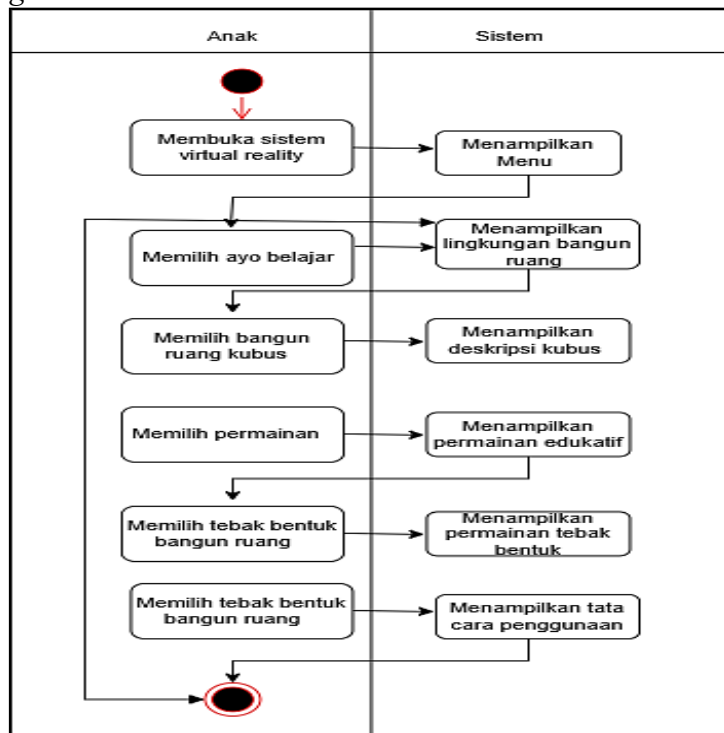 Anak
Sistem
Membuka sistem
virtual reality
Menampilkan
Menu
Memilih ayo belajar
Menampilkan
lingkungan bangun
ruang
Memilih bangun
ruang kubus
Menampilkan
deskripsi kubus
Memilih permainan
Menampilkan
permainan edukatif
Memilih tebak bentuk
bangun ruang
Menampilkan
permainan tebak
bentuk
Memilih tebak bentuk
bangun ruang
Menampilkan tata
cara penggunaan